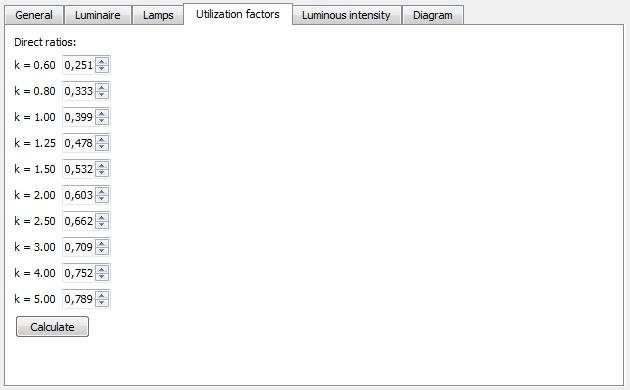 General Luminaire Lamps Utilization factors Luminous intensity Diagram
Direct ratios:
k = 0.60 0,251
k = 0.80 0,333
k = 1.00 0,399
k = 1.25 0,478
k = 1.50 0,532
k = 2.00 0,603
k = 2.50 0,662
k = 3.00 0,709
k = 4.00 0,752
k = 5.00 0,789
Calculate